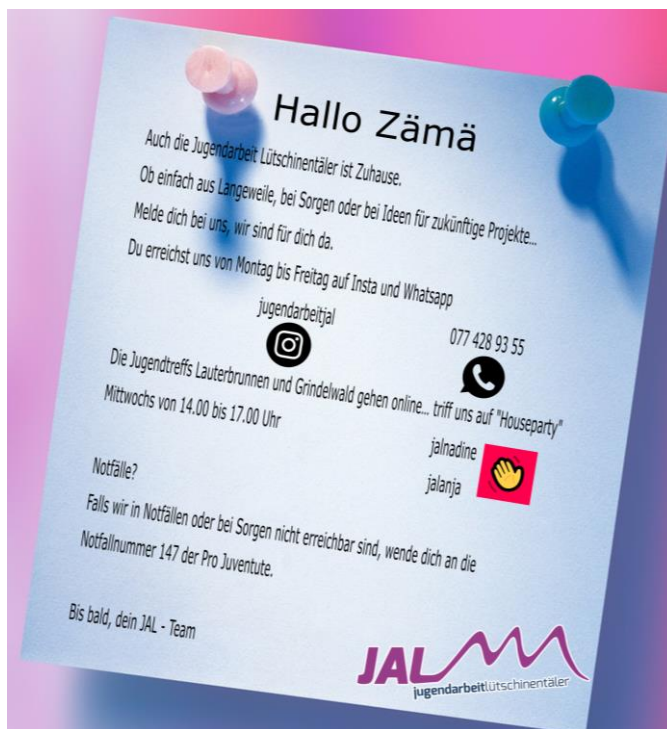 Hallo Zämä
Auch die Jugendarbeit Lütschinentäler ist Zuhause.
Ob einfach aus Langeweile, bei Sorgen oder bei Ideen für zukünftige Projekte...
Melde dich bei uns, wir sind für dich da.
Du erreichst uns von Montag bis Freitag auf Insta und Whatsapp
jugendarbeitjal
077 428 93 55
Die Jugendtreffs Lauterbrunnen und Grindelwald gehen online... triff uns auf "Houseparty"
Mittwochs von 14.00 bis 17.00 Uhr
jalnadine
jalanja
Notfälle?
Falls wir in Notfällen oder bei Sorgen nicht erreichbar sind, wende dich an die
Notfallnummer 147 der Pro Juventute.
Bis bald, dein JAL - Team
JAL
jugendarbeitlütschinentäler